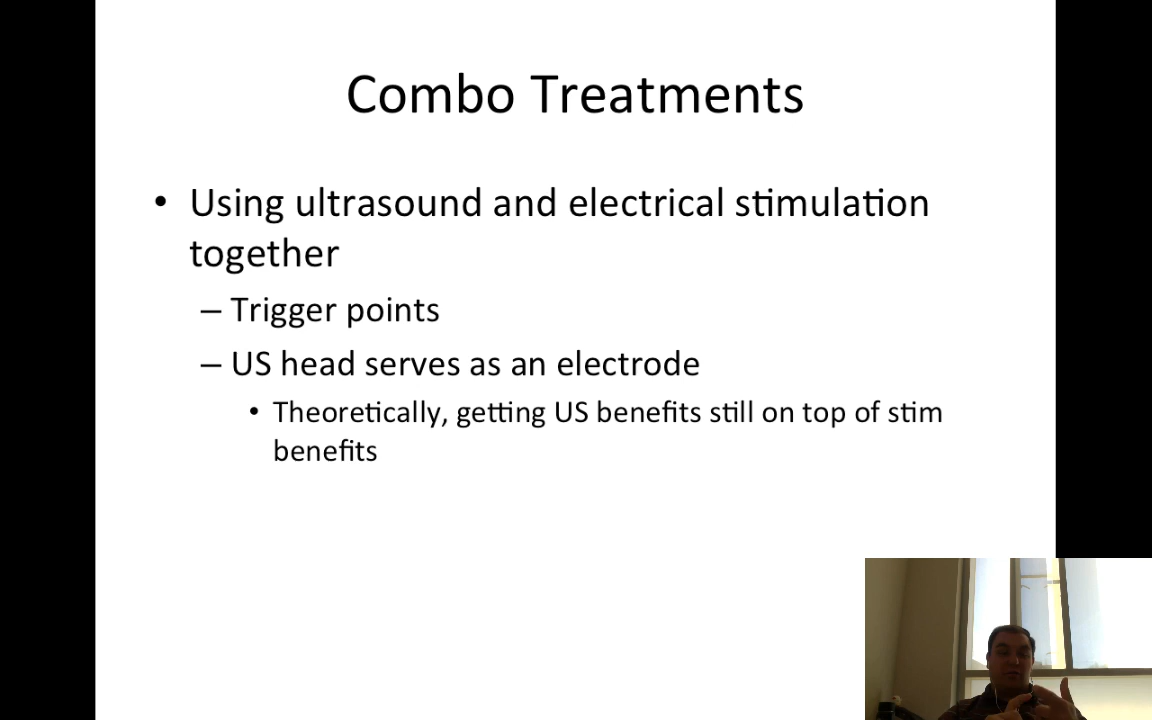 Combo Treatments
• Using ultrasound and electrical stimulation
together
– Trigger points
– US head serves as an electrode
• Theoretically, getting US benefits still on top of stim
benefits